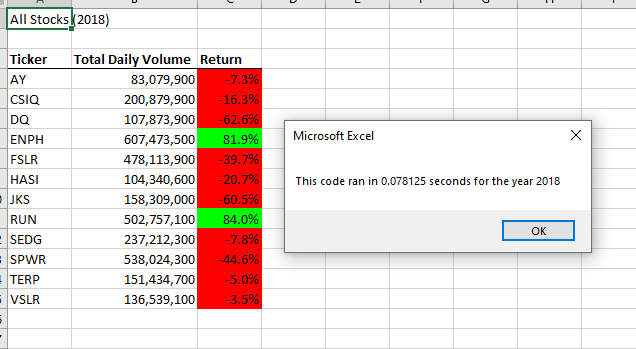 All Stocks (2018)
Ticker Total Daily Volume Return
AY 83,079,900 -7.3%
CSIQ 200,879,900 -16.3%
DQ 107,873,900 -62.6%
ENPH 607,473,500 81.9%
FSLR 478,113,900 -39.7%
HASI 104,340,600 -20.7%
JKS 158,309,000 -60.5%
RUN 502,757,100 84.0%
SEDG 237,212,300 -7.8%
SPWR 538,024,300 -44.6%
TERP 151,434,700 -5.0%
VSLR 136,539,100 -3.5%
Microsoft Excel
This code ran in 0.078125 seconds for the year 2018
OK